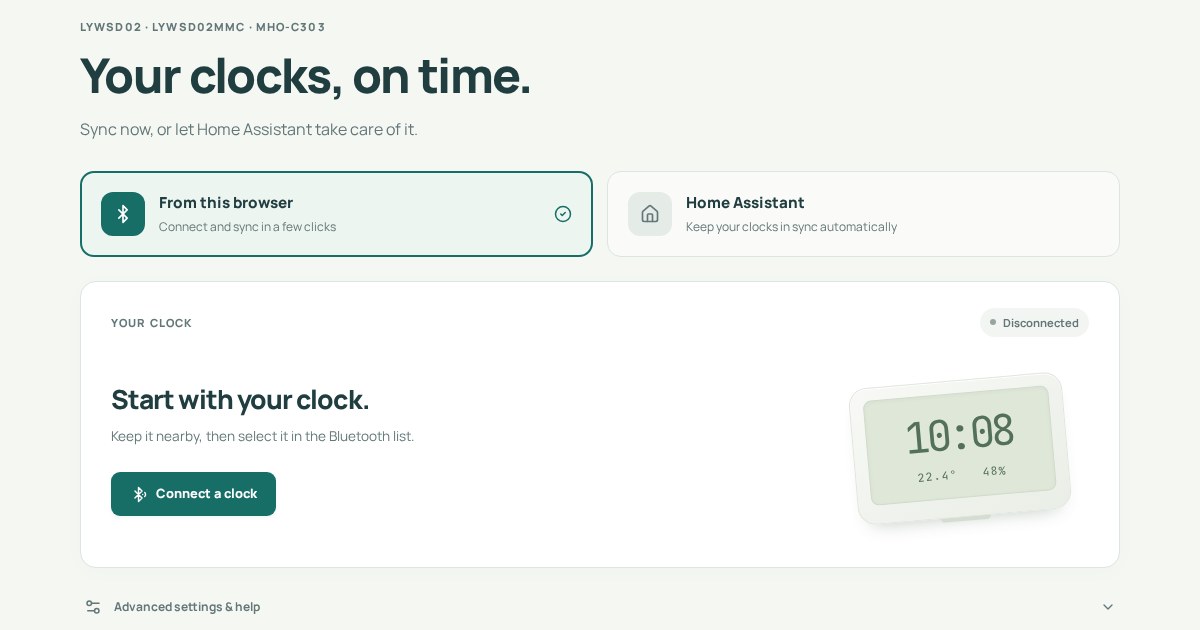 LYWSD02 · LYWSD02MMC · MHO-C303
Your clocks, on time.
Sync now, or let Home Assistant take care of it.
From this browser
Connect and sync in a few clicks
Home Assistant
Keep your clocks in sync automatically
YOUR CLOCK
Disconnected
Start with your clock.
Keep it nearby, then select it in the Bluetooth list.
Connect a clock
10:08
22.4° 48%
Advanced settings & help